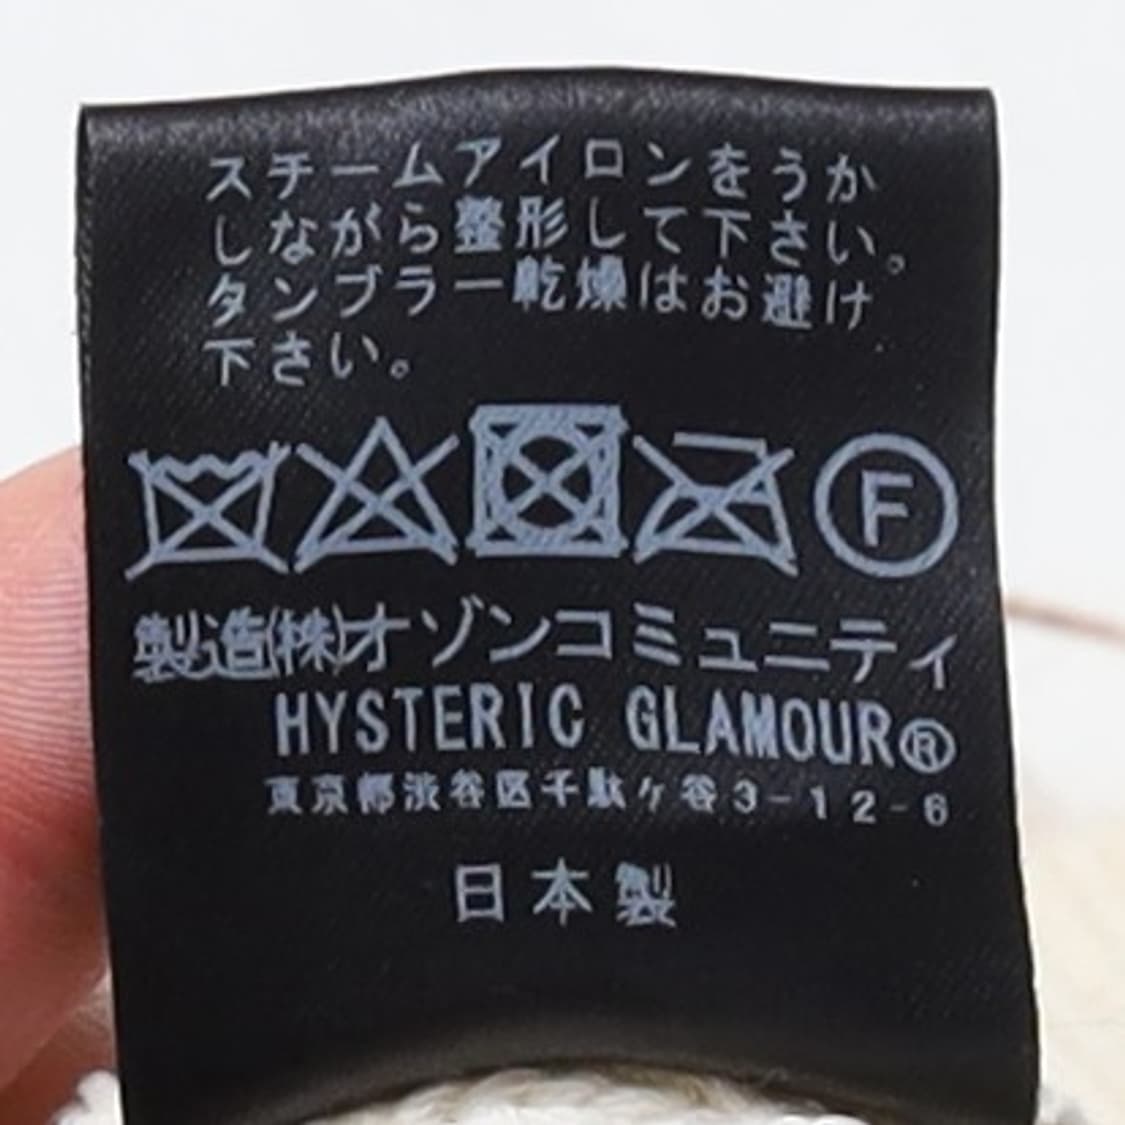 スチームアイロンをうか
しながら整形して下さい。
タンブラー乾燥はお避け
下さい。
F
製造(株)オゾンコミュニティ
HYSTERIC GLAMOUR®
東京都渋谷区千駄ヶ谷3-12-6
日本製